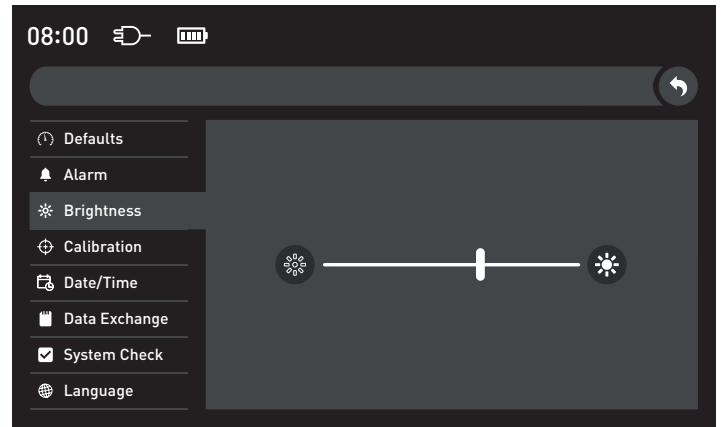 08:00
Defaults
Alarm
Brightness
Calibration
Date/Time
Data Exchange
System Check
Language